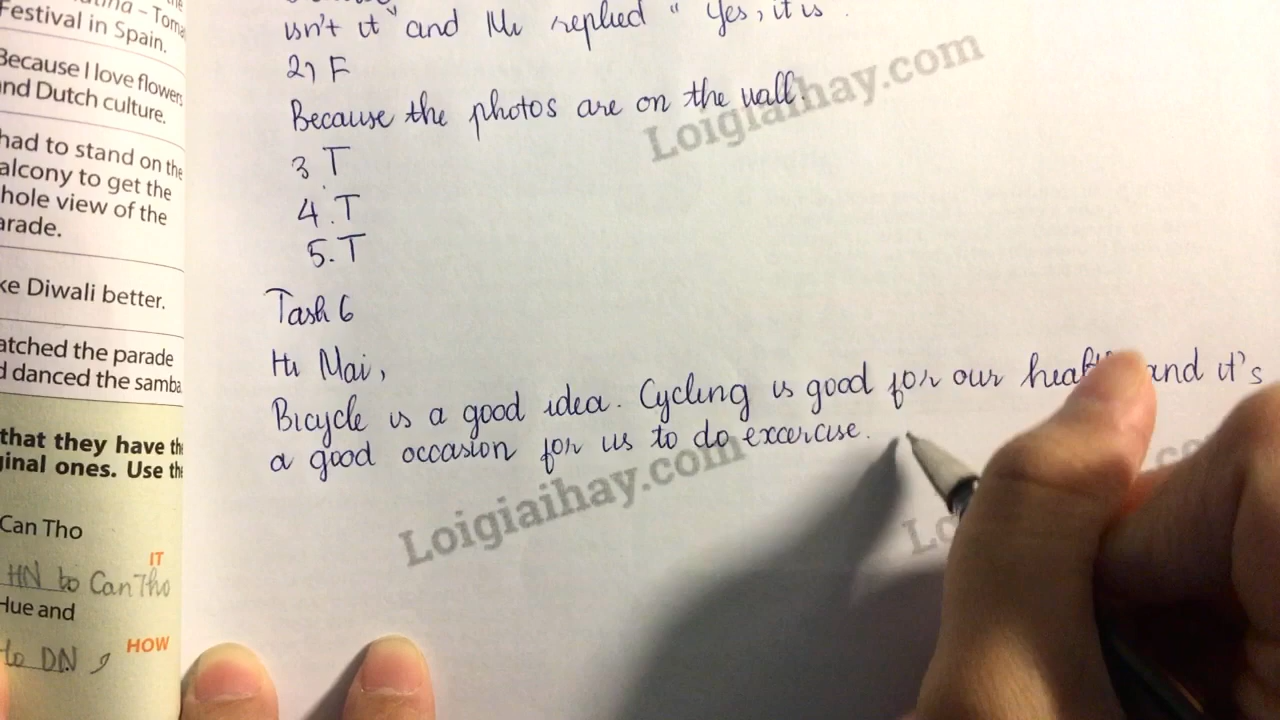 – Toma
Festival in Spain.
Because I love flowers
and Dutch culture.
had to stand on the
alcony to get the
hole view of the
arade.
ke Diwali better.
atched the parade
d danced the samba
that they have th
ginal ones. Use the
Can Tho
IT
HN to Can Tho
Hue and
HOW
to DN
isn't it" and Mr replied " Yes, it is .
2, F
Because the photos are on the wall.
3 T
4. T
5. T
Task 6
Hi Mai,
Bicycle is a good idea. Cycling is good for our and it's
a good occasion for us to do excercise.
Loigiaihay.com
Loigiaihay.com